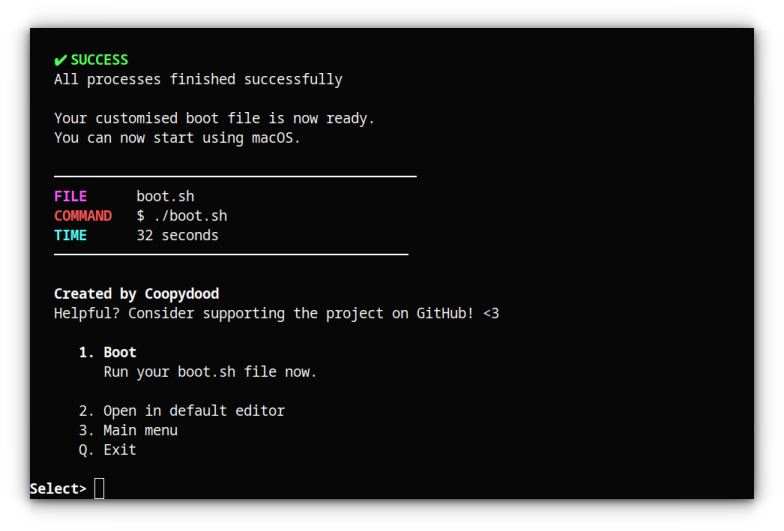 ✔ SUCCESS
All processes finished successfully
Your customised boot file is now ready.
You can now start using macOS.
FILE boot.sh
COMMAND $ ./boot.sh
TIME 32 seconds
Created by Coopydood
Helpful? Consider supporting the project on GitHub! <3
1. Boot
Run your boot.sh file now.
2. Open in default editor
3. Main menu
Q. Exit
Select>